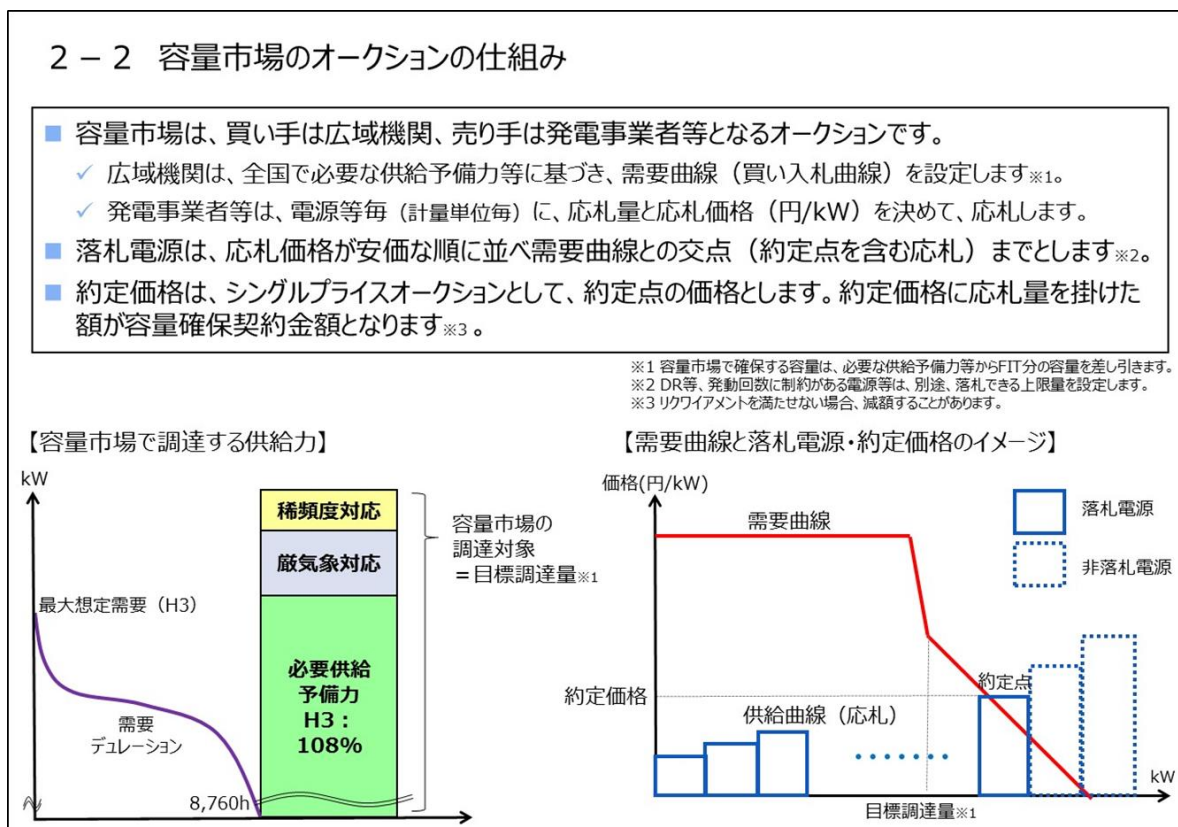 2－2 容量市場のオークションの仕組み
■ 容量市場は、買い手は広域機関、売り手は発電事業者等となるオークションです。
✓ 広域機関は、全国で必要な供給予備力等に基づき、需要曲線（買い入札曲線）を設定します※1。
✓ 発電事業者等は、電源等毎（計量単位毎）に、応札量と応札価格（円/kW）を決めて、応札します。
■ 落札電源は、応札価格が安価な順に並べ需要曲線との交点（約定点を含む応札）までとします※2。
■ 約定価格は、シングルプライスオークションとして、約定点の価格とします。約定価格に応札量を掛けた
額が容量確保契約金額となります※3 。
※1 容量市場で確保する容量は、必要な供給予備力等からFIT分の容量を差し引きます。
※2 DR等、発動回数に制約がある電源等は、別途、落札できる上限量を設定します。
※3 リクワイアメントを満たせない場合、減額することがあります。
【容量市場で調達する供給力】
kW
最大想定需要（H3）
需要
デュレーション
8,760h
稀頻度対応
厳気象対応
必要供給
予備力
H3：
108%
容量市場の
調達対象
＝目標調達量※1
【需要曲線と落札電源・約定価格のイメージ】
価格(円/kW)
需要曲線
落札電源
非落札電源
約定価格
約定点
供給曲線（応札）
kW
目標調達量※1